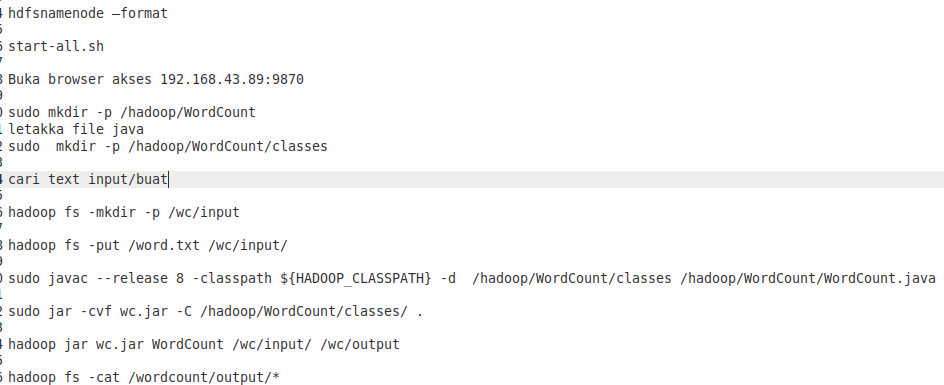 hdfsnamenode –format
start-all.sh
Buka browser akses 192.168.43.89:9870
sudo mkdir -p /hadoop/WordCount
letakka file java
sudo  mkdir -p /hadoop/WordCount/classes
cari text input/buat
hadoop fs -mkdir -p /wc/input
hadoop fs -put /word.txt /wc/input/
sudo javac --release 8 -classpath ${HADOOP_CLASSPATH} -d  /hadoop/WordCount/classes /hadoop/WordCount/WordCount.java
sudo jar -cvf wc.jar -C /hadoop/WordCount/classes/ .
hadoop jar wc.jar WordCount /wc/input/ /wc/output
hadoop fs -cat /wordcount/output/*